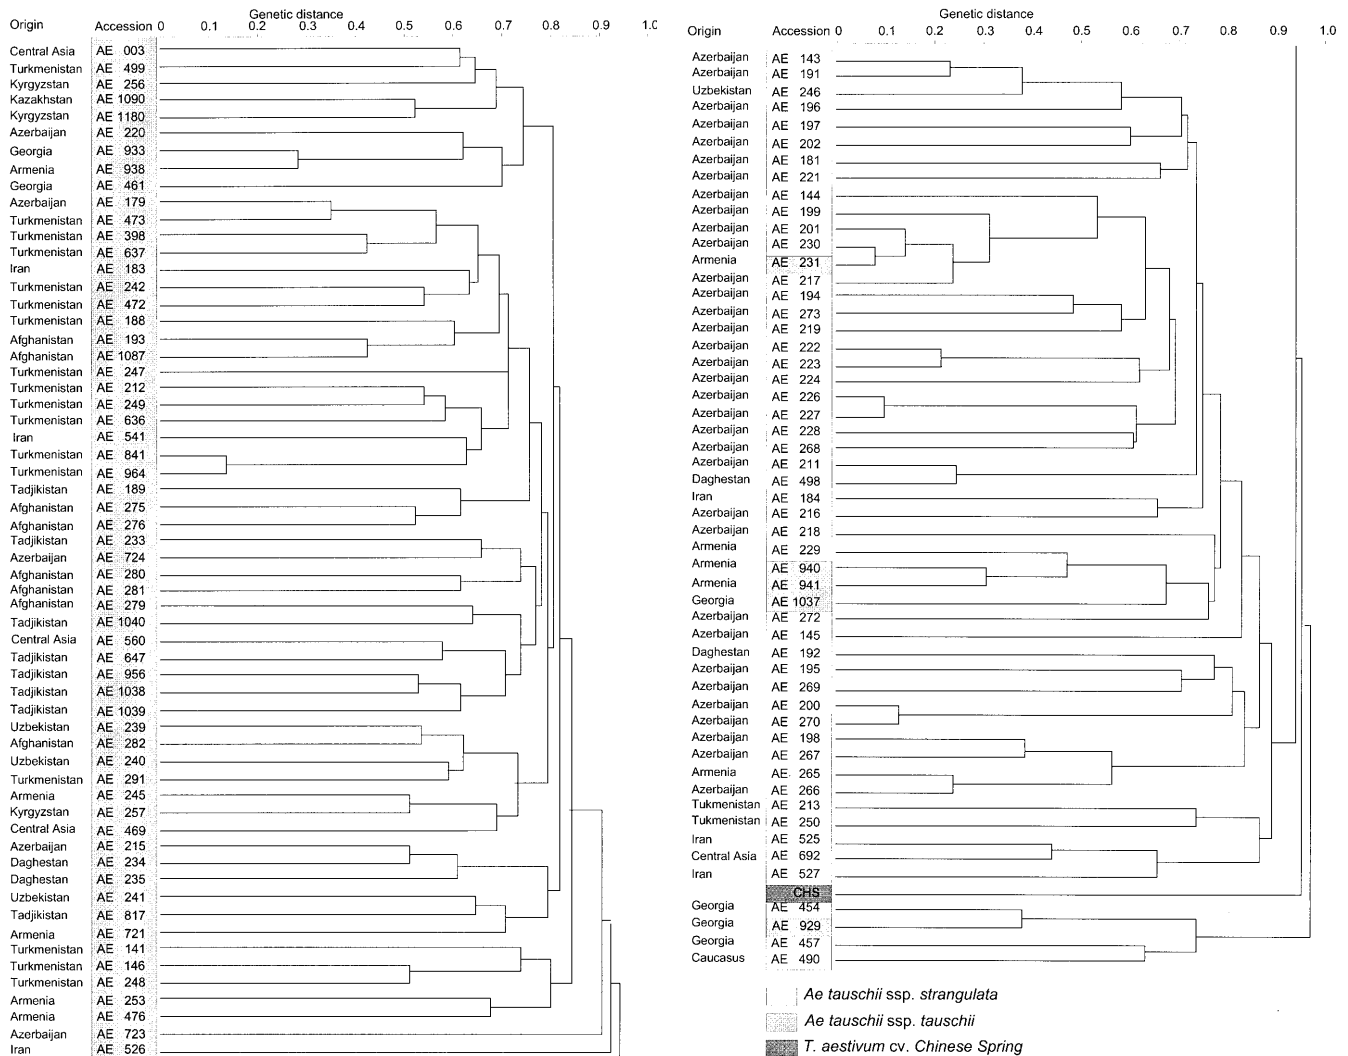 Genetic distance
Origin Accession 0 0.1 0.2 0.3 0.4 0.5 0.6 0.7 0.8 0.9 1.0
Central Asia AE 003
Turkmenistan AE 499
Kyrgyzstan AE 256
Kazakhstan AE 1090
Kyrgyzstan AE 1180
Azerbaijan AE 220
Georgia AE 933
Armenia AE 938
Georgia AE 461
Azerbaijan AE 179
Turkmenistan AE 473
Turkmenistan AE 398
Turkmenistan AE 637
Iran AE 183
Turkmenistan AE 242
Turkmenistan AE 472
Turkmenistan AE 188
Afghanistan AE 193
Afghanistan AE 1087
Turkmenistan AE 247
Turkmenistan AE 212
Turkmenistan AE 249
Turkmenistan AE 636
Iran AE 541
Turkmenistan AE 841
Turkmenistan AE 964
Tadjikistan AE 189
Afghanistan AE 275
Afghanistan AE 276
Tadjikistan AE 233
Azerbaijan AE 724
Afghanistan AE 280
Afghanistan AE 281
Afghanistan AE 279
Tadjikistan AE 1040
Central Asia AE 560
Tadjikistan AE 647
Tadjikistan AE 956
Tadjikistan AE 1038
Tadjikistan AE 1039
Uzbekistan AE 239
Afghanistan AE 282
Uzbekistan AE 240
Turkmenistan AE 291
Armenia AE 245
Kyrgyzstan AE 257
Central Asia AE 469
Azerbaijan AE 215
Daghestan AE 234
Daghestan AE 235
Uzbekistan AE 241
Tadjikistan AE 817
Armenia AE 721
Turkmenistan AE 141
Turkmenistan AE 146
Turkmenistan AE 248
Armenia AE 253
Armenia AE 476
Azerbaijan AE 723
Iran AE 526
Genetic distance
Origin Accession 0 0.1 0.2 0.3 0.4 0.5 0.6 0.7 0.8 0.9 1.0
Azerbaijan AE 143
Azerbaijan AE 191
Uzbekistan AE 246
Azerbaijan AE 196
Azerbaijan AE 197
Azerbaijan AE 202
Azerbaijan AE 181
Azerbaijan AE 221
Azerbaijan AE 144
Azerbaijan AE 199
Azerbaijan AE 201
Azerbaijan AE 230
Armenia AE 231
Azerbaijan AE 217
Azerbaijan AE 194
Azerbaijan AE 273
Azerbaijan AE 219
Azerbaijan AE 222
Azerbaijan AE 223
Azerbaijan AE 224
Azerbaijan AE 226
Azerbaijan AE 227
Azerbaijan AE 228
Azerbaijan AE 268
Azerbaijan AE 211
Daghestan AE 498
Iran AE 184
Azerbaijan AE 216
Azerbaijan AE 218
Armenia AE 229
Armenia AE 940
Armenia AE 941
Georgia AE 1037
Azerbaijan AE 272
Azerbaijan AE 145
Daghestan AE 192
Azerbaijan AE 195
Azerbaijan AE 269
Azerbaijan AE 200
Azerbaijan AE 270
Azerbaijan AE 198
Azerbaijan AE 267
Armenia AE 265
Azerbaijan AE 266
Tukmenistan AE 213
Tukmenistan AE 250
Iran AE 525
Central Asia AE 692
Iran AE 527
CHS
Georgia AE 454
Georgia AE 929
Georgia AE 457
Caucasus AE 490
Ae tauschii ssp. strangulata
Ae tauschii ssp. tauschii
T. aestivum cv. Chinese Spring